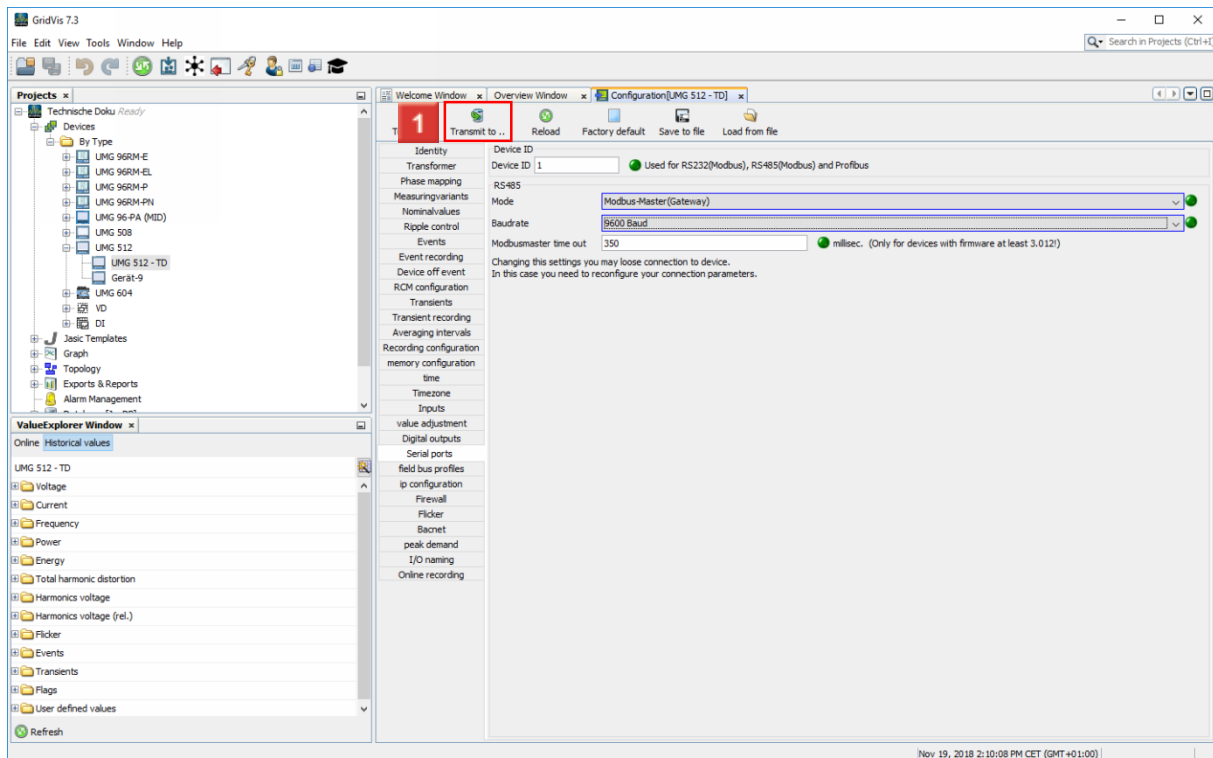 GridVis 7.3
File Edit View Tools Window Help
Search in Projects (Ctrl+I)
Projects
Technische Doku Ready
Devices
By Type
UMG 96RM-E
UMG 96RM-EL
UMG 96RM-P
UMG 96RM-PN
UMG 96-PA (MID)
UMG 508
UMG 512
UMG 512 - TD
Gerät-9
UMG 604
VD
DI
Jasic Templates
Graph
Topology
Exports & Reports
Alarm Management
ValueExplorer Window
Online Historical values
UMG 512 - TD
Voltage
Current
Frequency
Power
Energy
Total harmonic distortion
Harmonics voltage
Harmonics voltage (rel.)
Flicker
Events
Transients
Flags
User defined values
Refresh
Welcome Window Overview Window Configuration[UMG 512 - TD]
1
Transmit to .. Reload Factory default Save to file Load from file
Identity
Transformer
Phase mapping
Measuringvariants
Nominalvalues
Ripple control
Events
Event recording
Device off event
RCM configuration
Transients
Transient recording
Averaging intervals
Recording configuration
memory configuration
time
Timezone
Inputs
value adjustment
Digital outputs
Serial ports
field bus profiles
ip configuration
Firewall
Flicker
Bacnet
peak demand
I/O naming
Online recording
Device ID
Device ID 1 Used for RS232(Modbus), RS485(Modbus) and Profibus
RS485
Mode Modbus-Master(Gateway)
Baudrate 9600 Baud
Modbusmaster time out 350 millisec. (Only for devices with firmware at least 3.012!)
Changing this settings you may loose connection to device.
In this case you need to reconfigure your connection parameters.
Nov 19, 2018 2:10:08 PM CET (GMT+01:00)